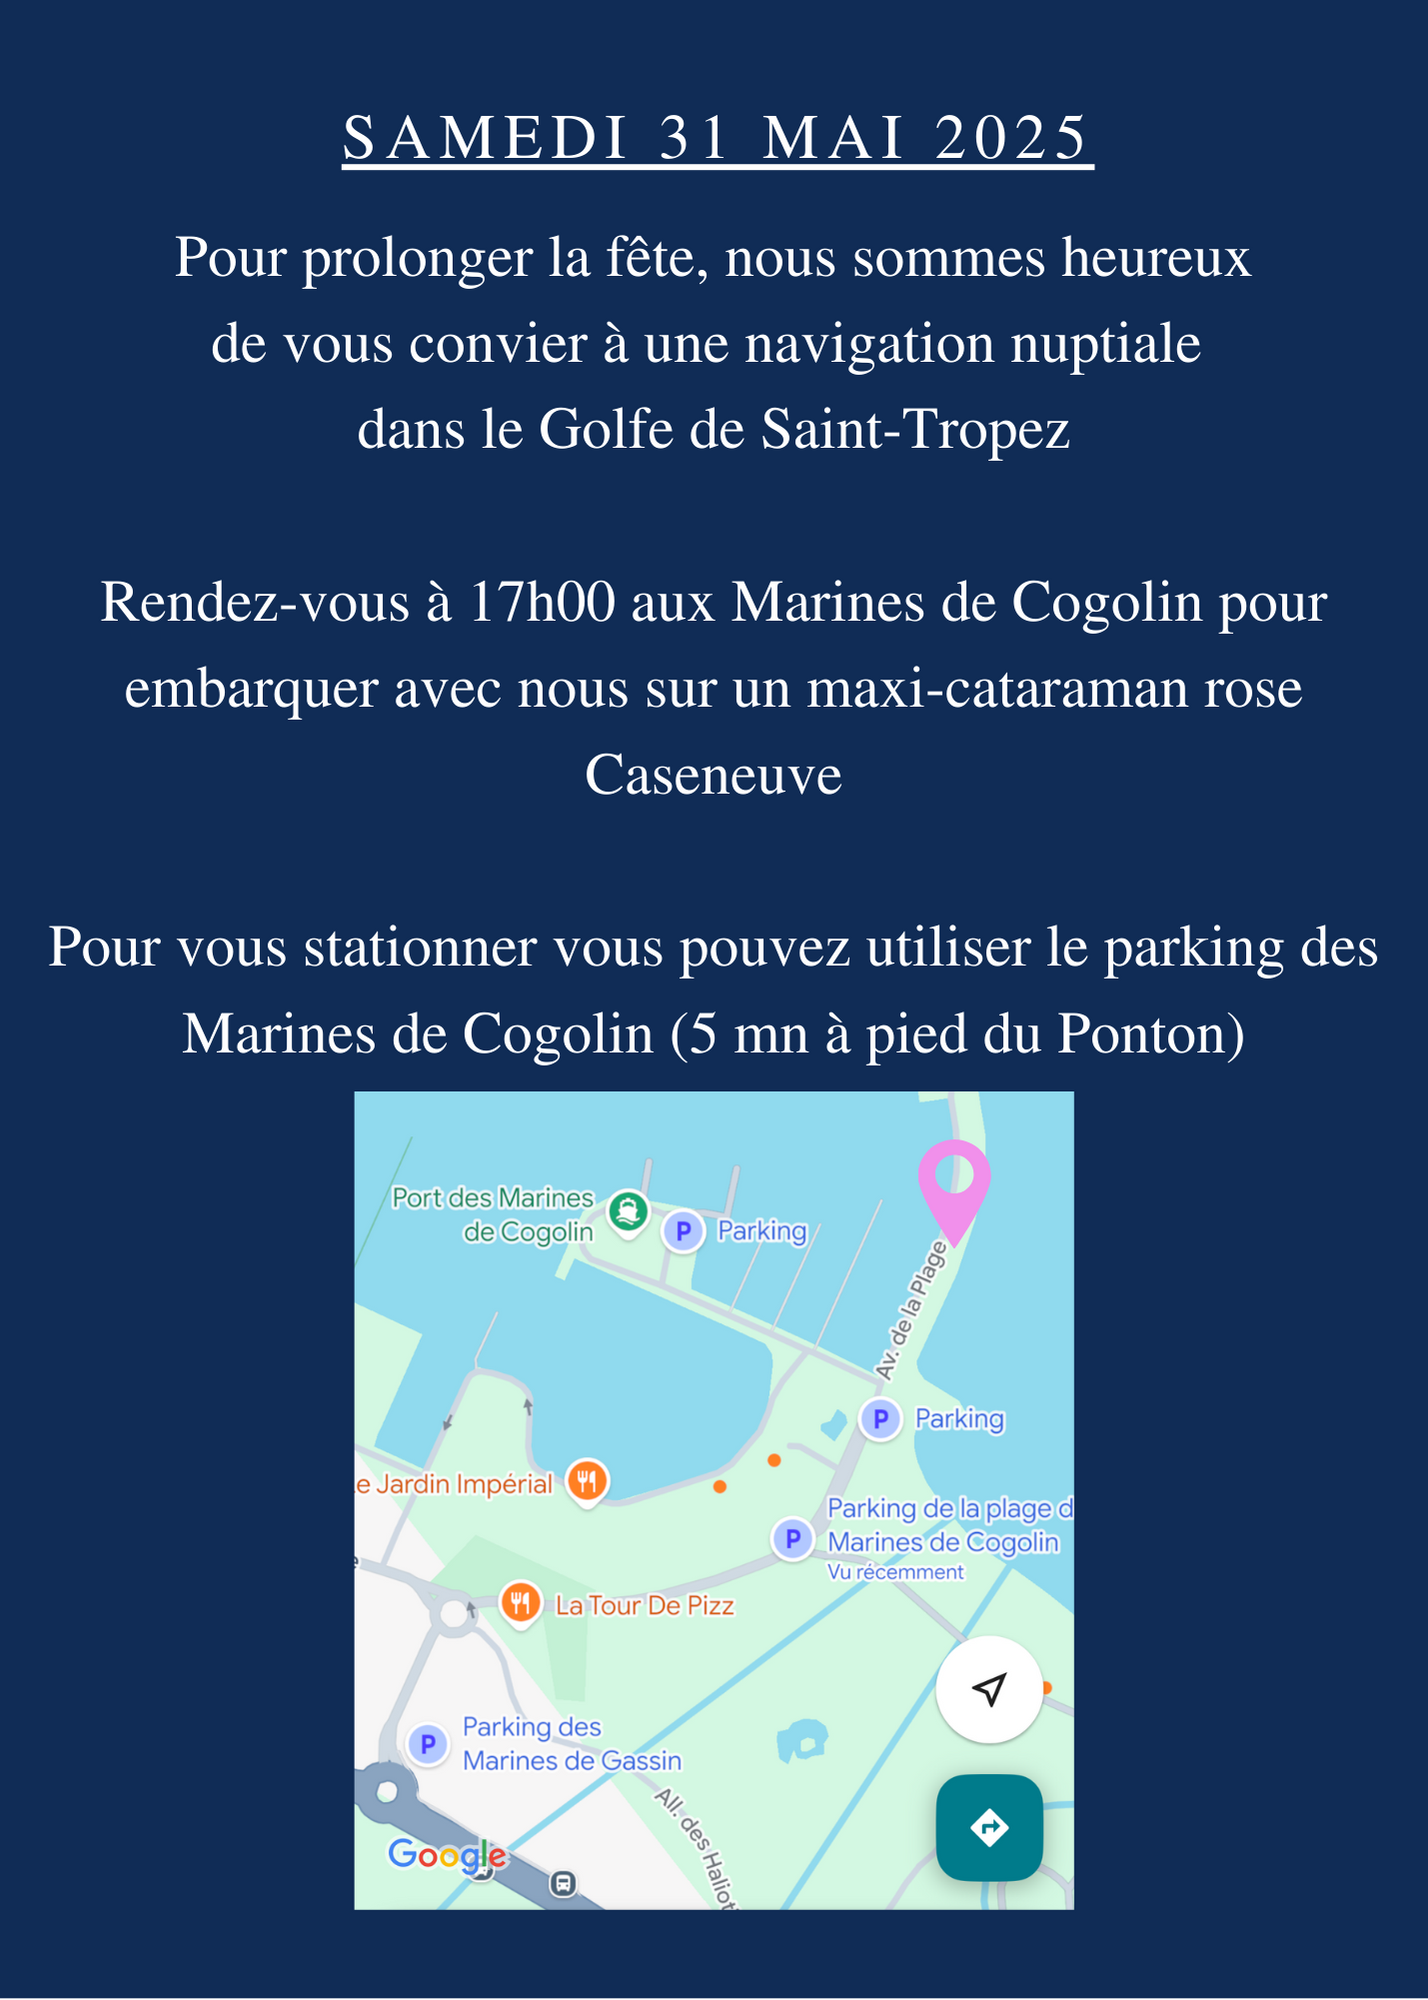 SAMEDI 31 MAI 2025
Pour prolonger la fête, nous sommes heureux
de vous convier à une navigation nuptiale
dans le Golfe de Saint-Tropez
Rendez-vous à 17h00 aux Marines de Cogolin pour
embarquer avec nous sur un maxi-cataraman rose
Caseneuve
Pour vous stationner vous pouvez utiliser le parking des
Marines de Cogolin (5 mn à pied du Ponton)
Port des Marines
de Cogolin
P Parking
Av. de la Plage
P Parking
e Jardin Impérial
Parking de la plage d
P Marines de Cogolin
Vu récemment
La Tour De Pizz
Parking des
P Marines de Gassin
All. des Haliot
Google